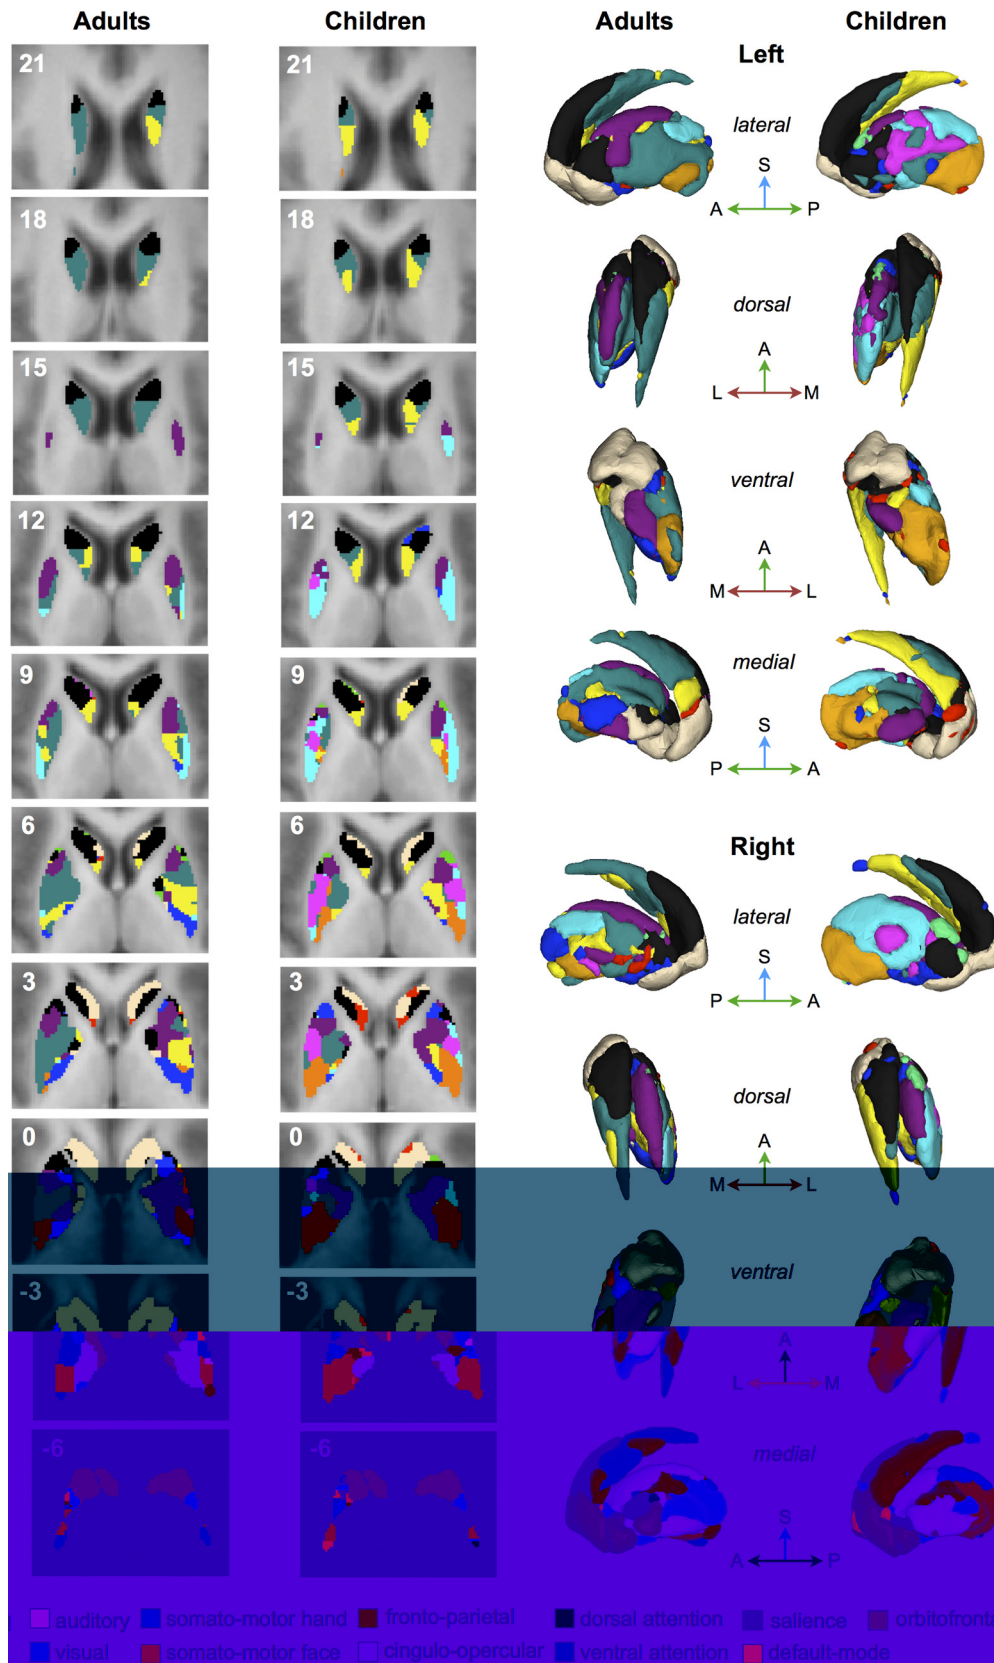 Adults Children Adults Children
Left
21 21
lateral
S
A P
18 18
dorsal
A
L M
15 15
ventral
A
M L
12 12
medial
S
P A
9 9
Right
6 6
lateral
S
P A
3 3
dorsal
A
M L
0 0
ventral
-3 -3
A
L M
-6 -6
medial
S
A P
auditory somato-motor hand fronto-parietal dorsal attention salience
visual somato-motor face cingulo-opercular ventral attention default-mode